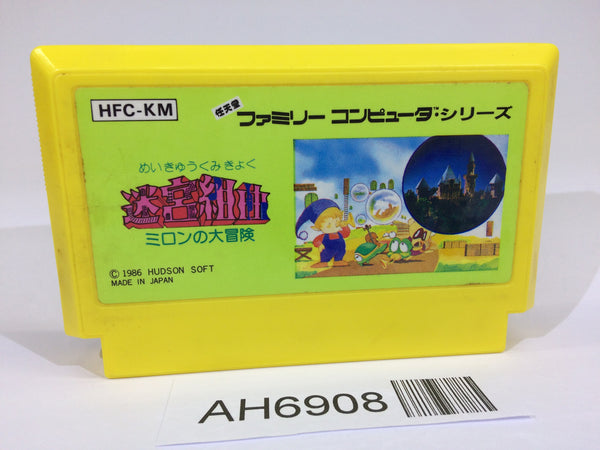 HFC-KM
任天堂
ファミリー コンピュータ™・シリーズ
めいきゅうくみきょく
迷宮組曲
ミロンの大冒険
© 1986 HUDSON SOFT
MADE IN JAPAN
AH6908